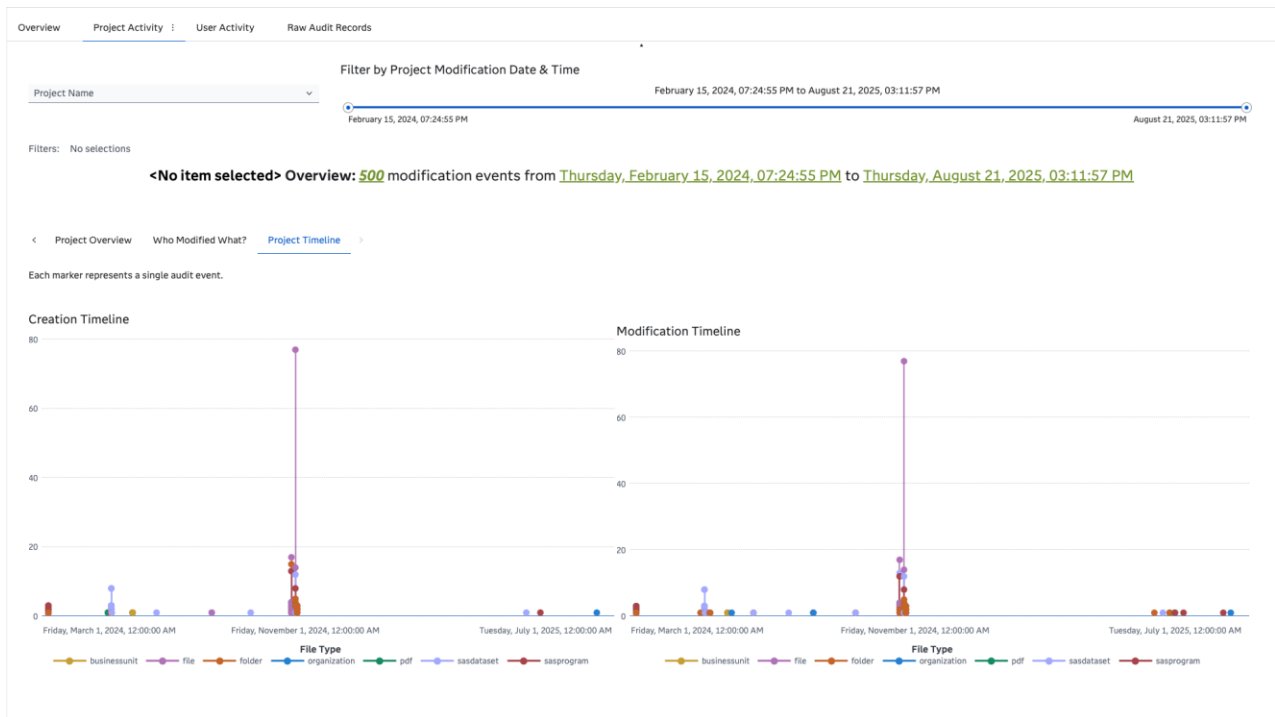 Overview Project Activity User Activity Raw Audit Records
Filter by Project Modification Date & Time
Project Name
February 15, 2024, 07:24:55 PM to August 21, 2025, 03:11:57 PM
February 15, 2024, 07:24:55 PM August 21, 2025, 03:11:57 PM
Filters: No selections
<No item selected> Overview: 500 modification events from Thursday, February 15, 2024, 07:24:55 PM to Thursday, August 21, 2025, 03:11:57 PM
Project Overview Who Modified What? Project Timeline
Each marker represents a single audit event.
Creation Timeline
80
60
40
20
0
Friday, March 1, 2024, 12:00:00 AM Friday, November 1, 2024, 12:00:00 AM Tuesday, July 1, 2025, 12:00:00 AM
File Type
businessunit file folder organization pdf sasdataset sasprogram
Modification Timeline
80
60
40
20
0
Friday, March 1, 2024, 12:00:00 AM Friday, November 1, 2024, 12:00:00 AM Tuesday, July 1, 2025, 12:00:00 AM
File Type
businessunit file folder organization pdf sasdataset sasprogram